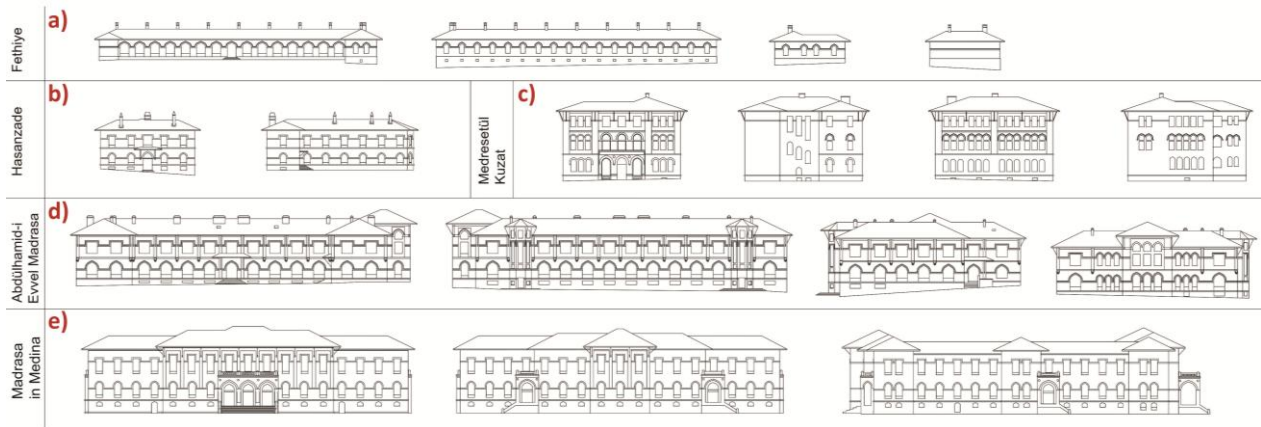 Fethiye
a)
Hasanzade
b)
Medresetül
Kuzat
c)
Abdülhamid-i
Evvel Madrasa
d)
Madrasa
in Medina
e)